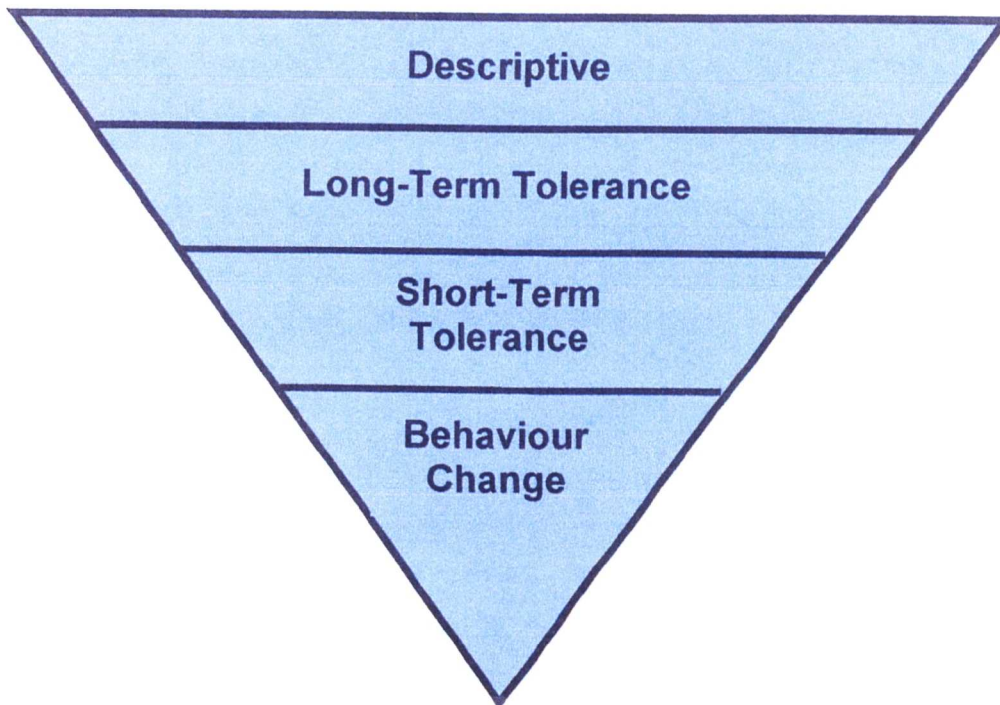 Descriptive
Long-Term Tolerance
Short-Term
Tolerance
Behaviour
Change